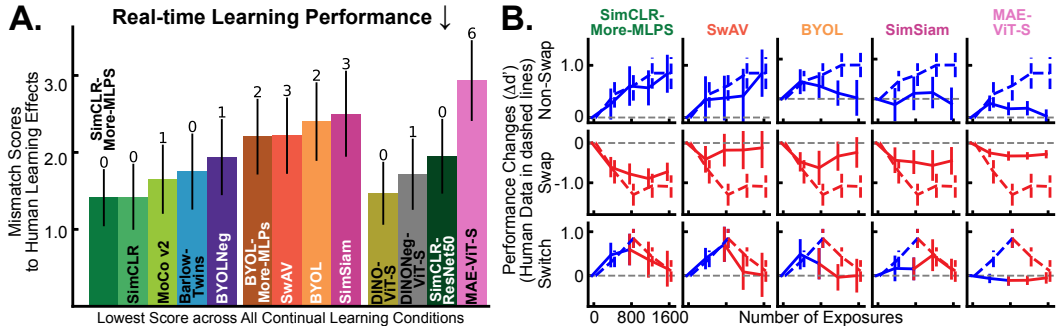 A.
Real-time Learning Performance ↓
Mismatch Scores
to Human Learning Effects
3.0
2.0
1.0
0
0
1
0
1
2
3
2
3
0
1
0
6
SimCLR-
More-MLPS
SimCLR
MoCo v2
Barlow-
Twins
BYOLNeg
BYOL-
More-MLPs
SwAV
BYOL
SimSiam
DINO-
ViT-S
DINONeg-
ViT-S
SimCLR-
ResNet50
MAE-ViT-S
Lowest Score across All Continual Learning Conditions
B.
SimCLR-
More-MLPS
SwAV
BYOL
SimSiam
MAE-
ViT-S
Performance Changes (Δd')
(Human Data in dashed lines)
Non-Swap
1.0
0
Swap
0
-1.0
Switch
1.0
0
0
800
1600
Number of Exposures